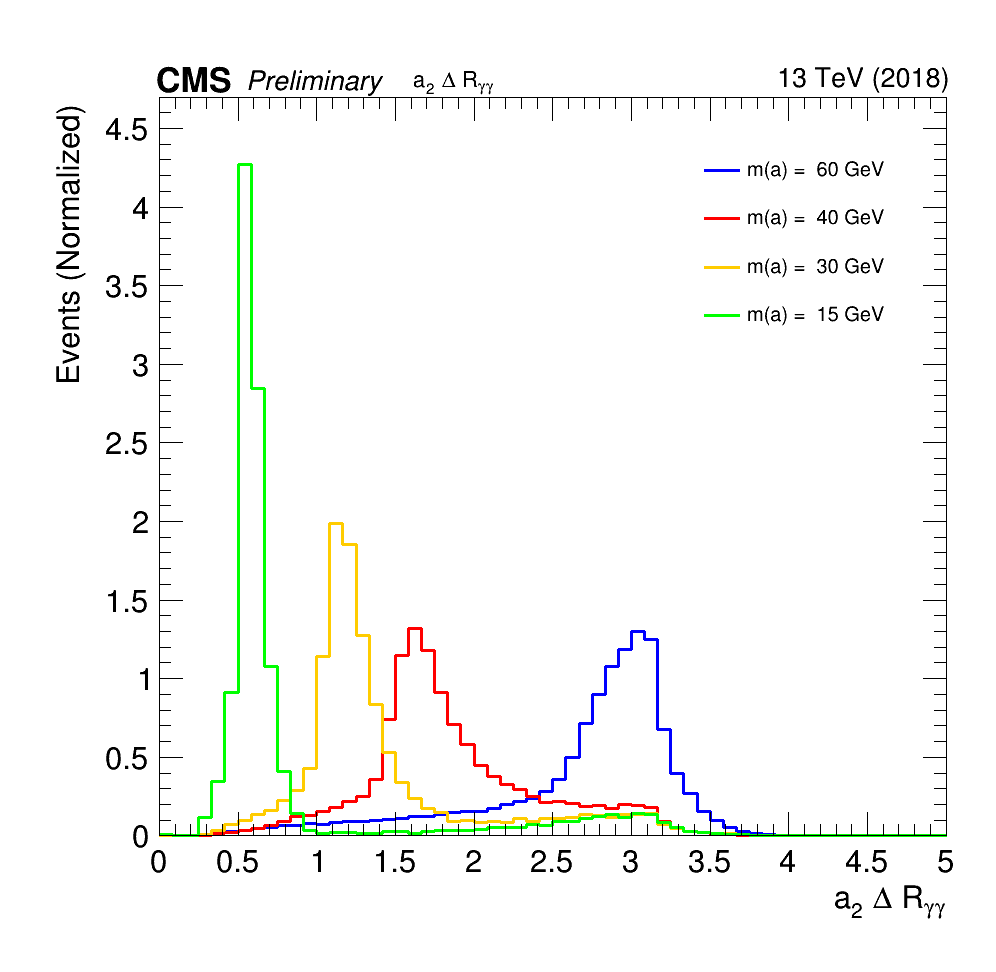 CMS Preliminary a₂ Δ Rγγ 13 TeV (2018)
Events (Normalized)
4.5
4
3.5
3
2.5
2
1.5
1
0.5
0
m(a) = 60 GeV
m(a) = 40 GeV
m(a) = 30 GeV
m(a) = 15 GeV
0 0.5 1 1.5 2 2.5 3 3.5 4 4.5 5
a₂ Δ Rγγ